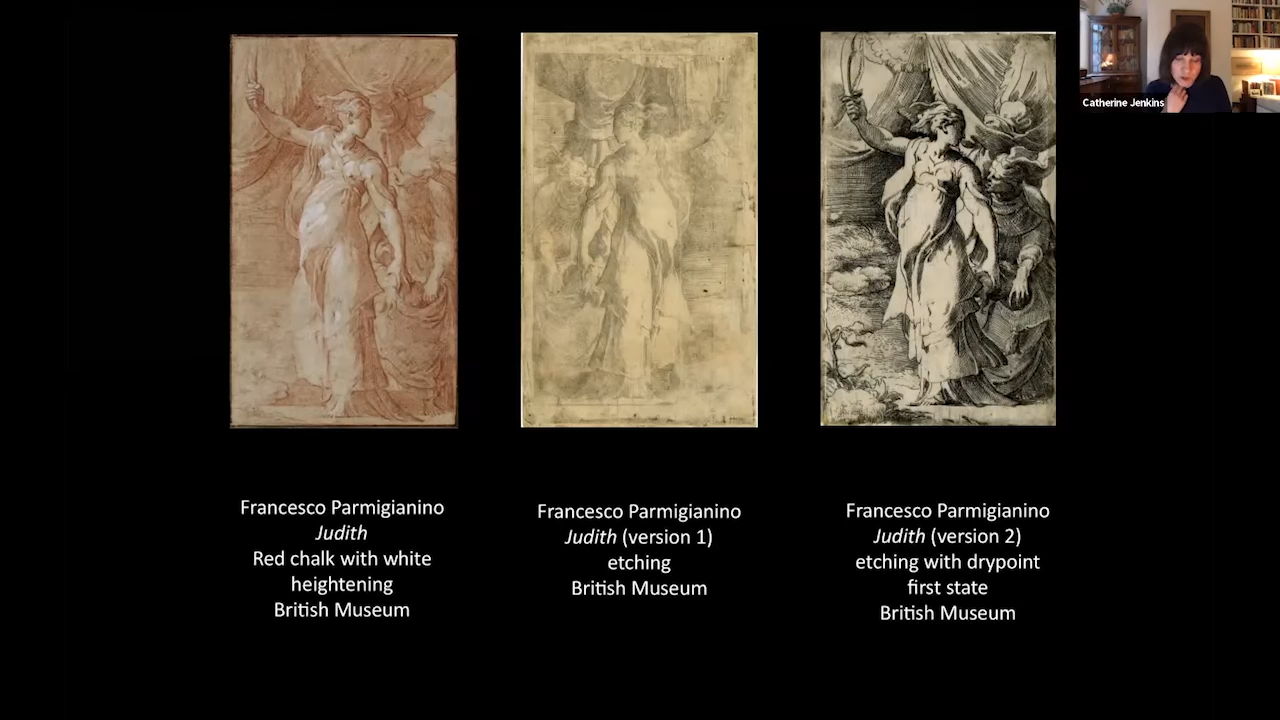 Catherine Jenkins
Francesco Parmigianino
Judith
Red chalk with white
heightening
British Museum
Francesco Parmigianino
Judith (version 1)
etching
British Museum
Francesco Parmigianino
Judith (version 2)
etching with drypoint
first state
British Museum